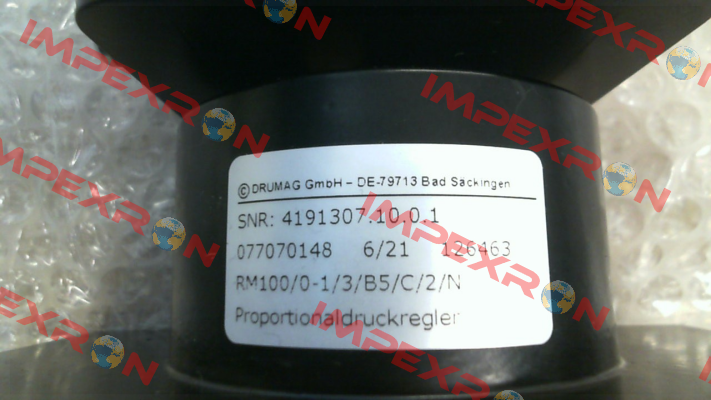 © DRUMAG GmbH – DE-79713 Bad Säckingen
SNR: 4191307.10.0.1
077070148 6/21 126463
RM100/0-1/3/B5/C/2/N
Proportionaldruckregler
IMPEXRON
IMPEXRON
IMPEXRON
IMPEXRON
IMPEXRON
IMPEXRON
IMPEXRON